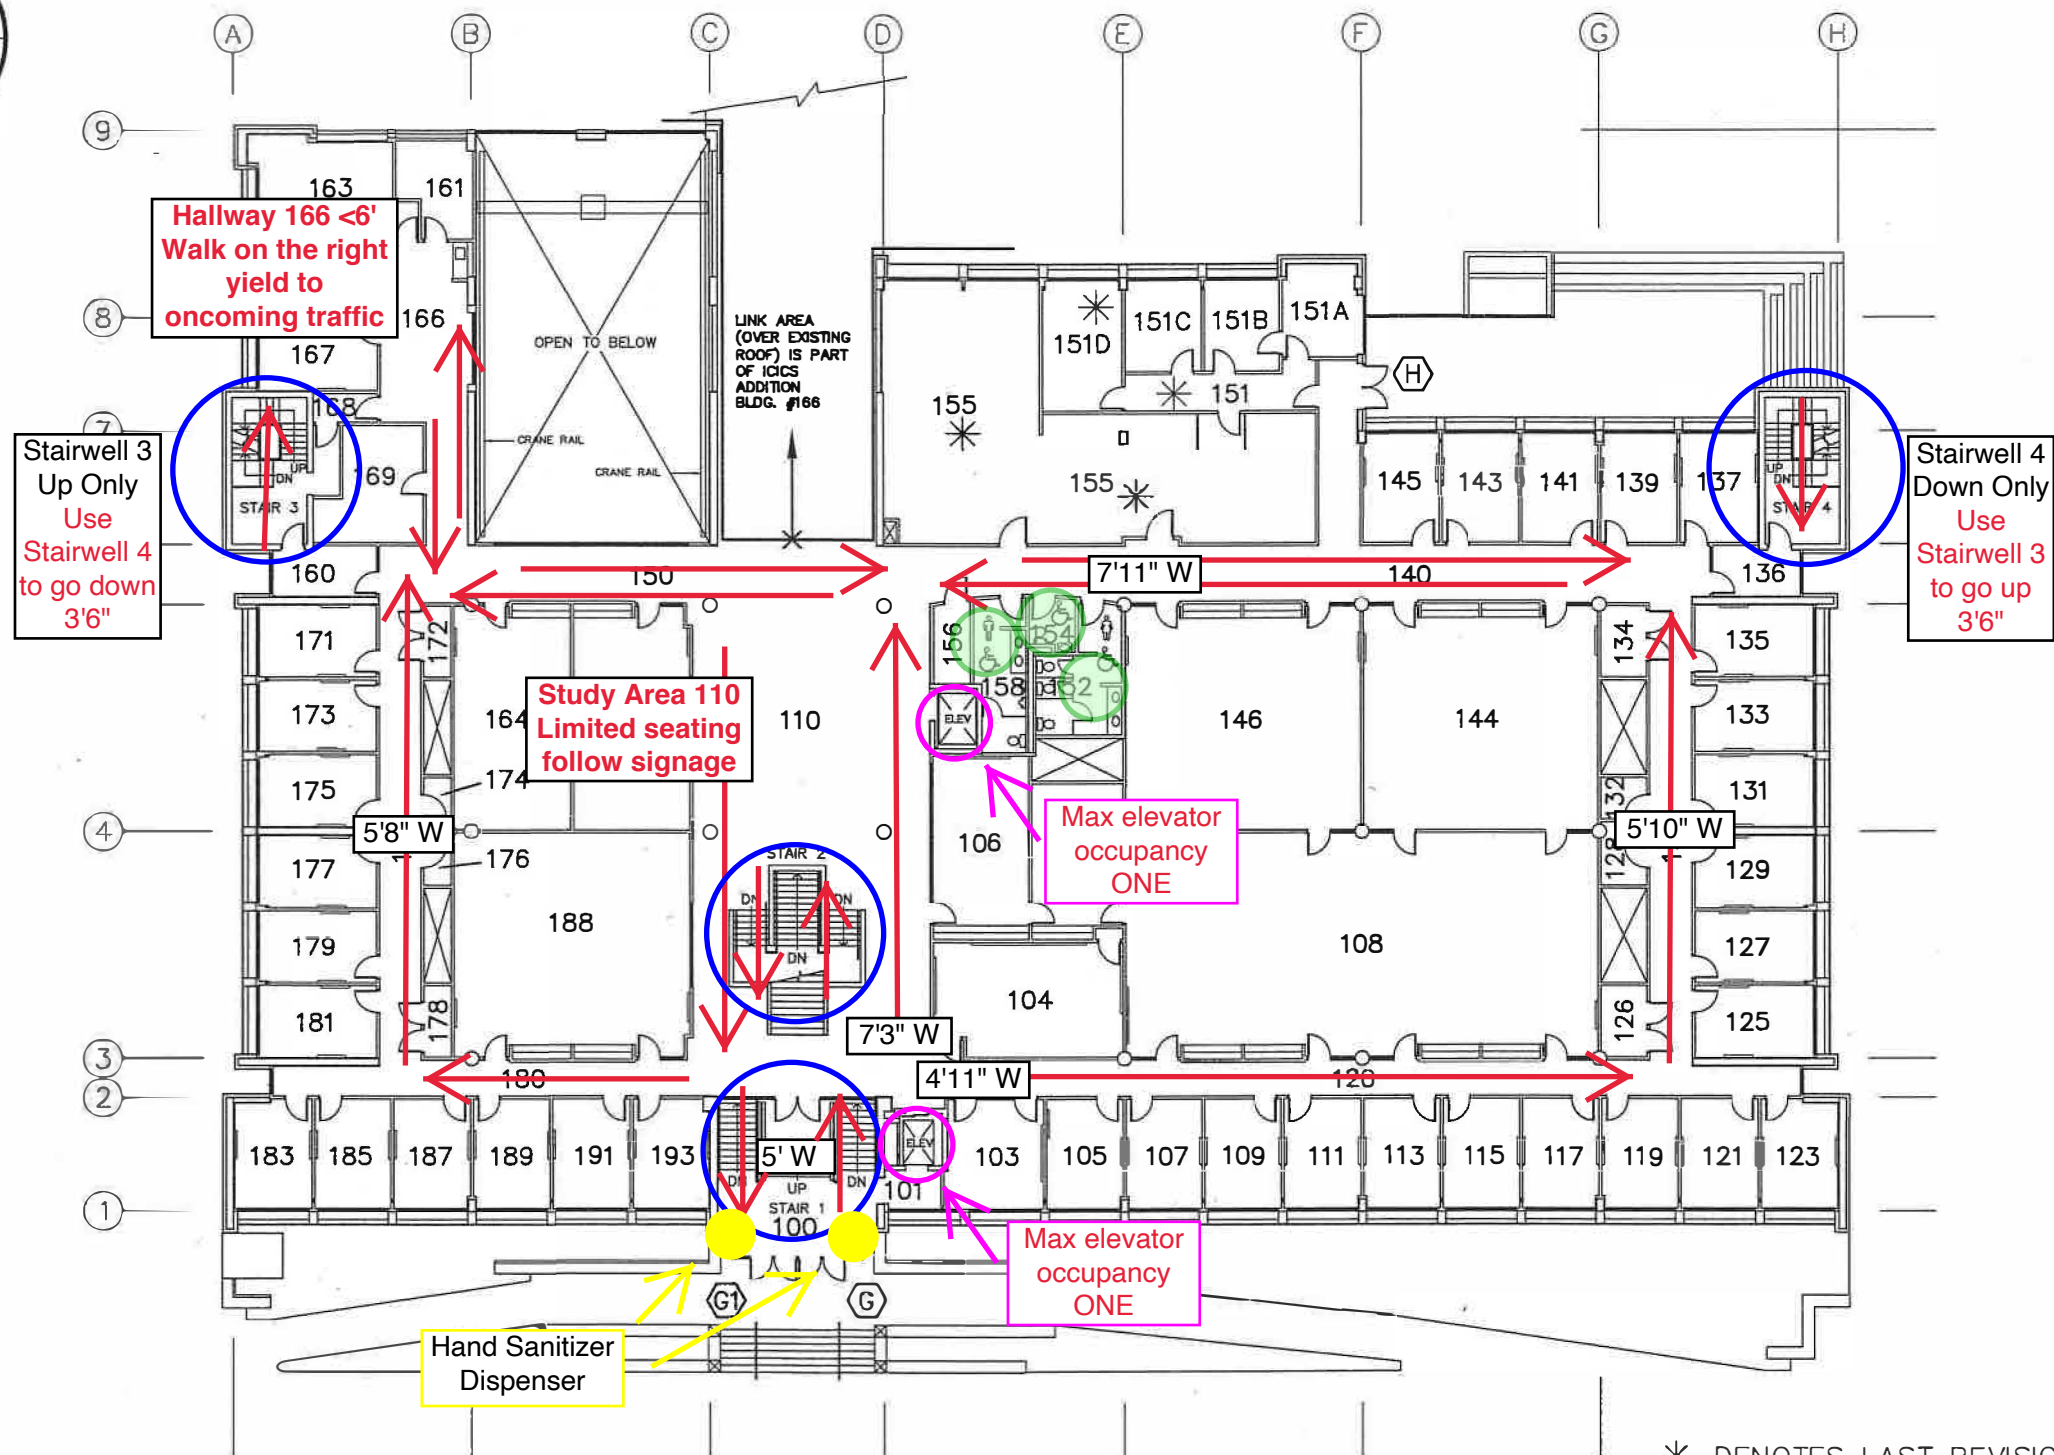 A B C D E F G H
9
163 161
Hallway 166 <6'
Walk on the right
yield to
oncoming traffic
8
166
167
OPEN TO BELOW
LINK AREA
(OVER EXISTING
ROOF) IS PART
OF ICICS
ADDITION
BLDG. #166
151D 151C 151B 151A
151
H
155
7
168
CRANE RAIL
CRANE RAIL
Stairwell 3
Up Only
Use
Stairwell 4
to go down
3'6"
UP
DN
STAIR 3
169
155
145 143 141 139 137
UP
DN
STAIR 4
Stairwell 4
Down Only
Use
Stairwell 3
to go up
3'6"
160 150 7'11" W 140 136
171 172 156 154 134 135
158 152
173 164
Study Area 110
Limited seating
follow signage
110 ELEV 146 144 133
175 174 132 131
4
5'8" W
106
Max elevator
occupancy
ONE
5'10" W
177 176 128 129
STAIR 2
DN DN
DN
179 188 108 127
181 178 104 126 125
3
7'3" W
180 4'11" W 120
2
183 185 187 189 191 193
5' W
DN UP DN
STAIR 1
100
ELEV
101
103 105 107 109 111 113 115 117 119 121 123
1
Max elevator
occupancy
ONE
G1 G
Hand Sanitizer
Dispenser
DENOTES LAST REVISIO